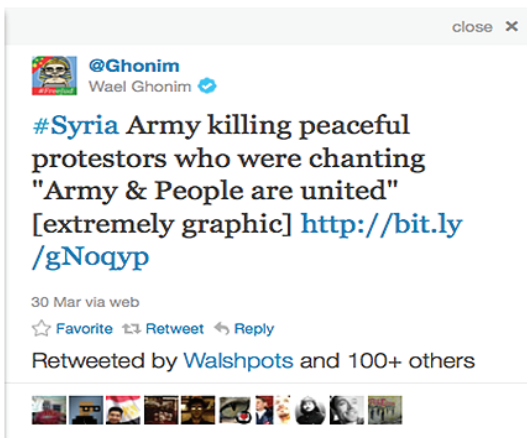 close ×
@Ghonim
Wael Ghonim
#Syria Army killing peaceful
protestors who were chanting
"Army & People are united"
[extremely graphic] http://bit.ly
/gNoqyp
30 Mar via web
Favorite Retweet Reply
Retweeted by Walshpots and 100+ others